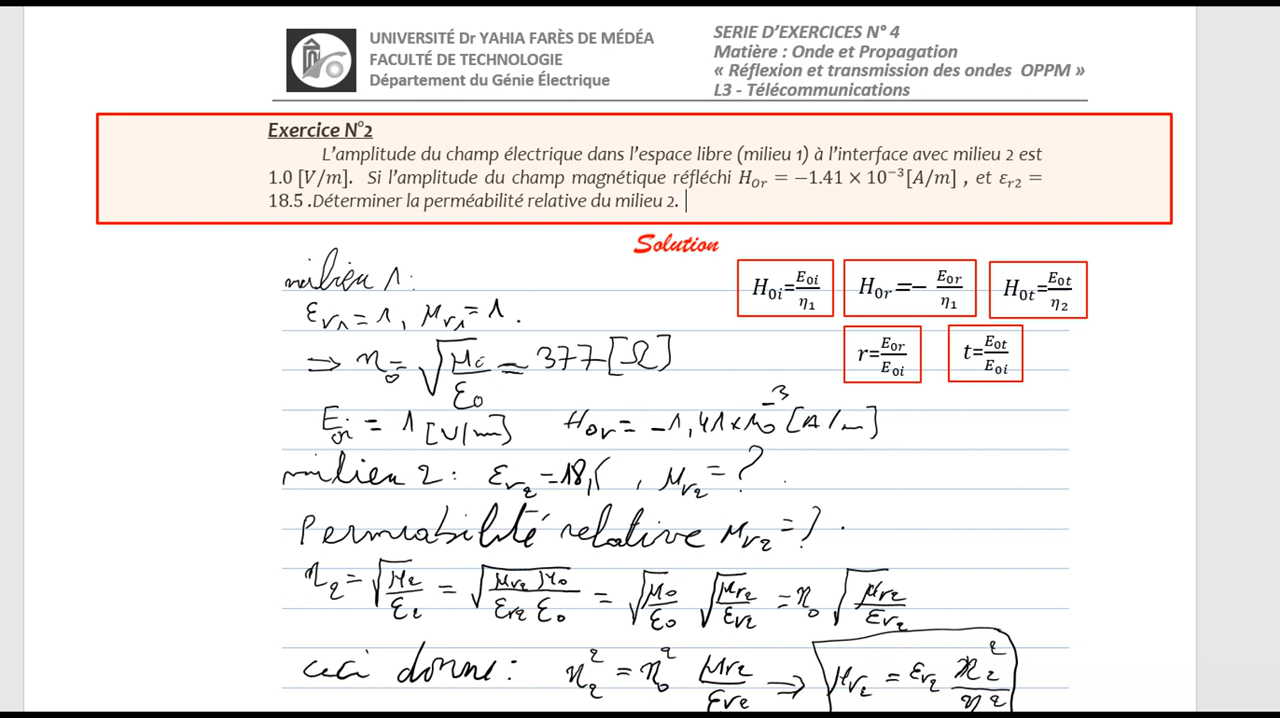 UNIVERSITÉ Dr YAHIA FARÈS DE MÉDÉA
FACULTÉ DE TECHNOLOGIE
Département du Génie Électrique
SERIE D'EXERCICES N° 4
Matière : Onde et Propagation
« Réflexion et transmission des ondes OPPM »
L3 - Télécommunications
Exercice N°2
L'amplitude du champ électrique dans l'espace libre (milieu 1) à l'interface avec milieu 2 est
1.0 [V/m]. Si l'amplitude du champ magnétique réfléchi H₀r = −1.41 × 10⁻³[A/m] , et εr2 =
18.5 .Déterminer la perméabilité relative du milieu 2.
Solution
milieu 1:
H₀i=E₀i/η₁
H₀r=−E₀r/η₁
H₀t=E₀t/η₂
εr1 = 1, μr1 = 1.
r=E₀r/E₀i
t=E₀t/E₀i
⇒ η₀ = √(μ₀/ε₀) = 377 [Ω]
E₀i = 1 [V/m] H₀r = −1,41×10⁻³ [A/m]
milieu 2 : εr2 = 18,5 , μr2 = ?
Permeabilité relative μr2 = ?
η₂ = √(μ₂/ε₂) = √(μr2 μ₀/εr2 ε₀) = √(μ₀/ε₀) √(μr2/εr2) = η₀ √(μr2/εr2)
ceci donne : η₂² = η₀² μr2/εr2 ⇒ μr2 = εr2 η₂²/η²